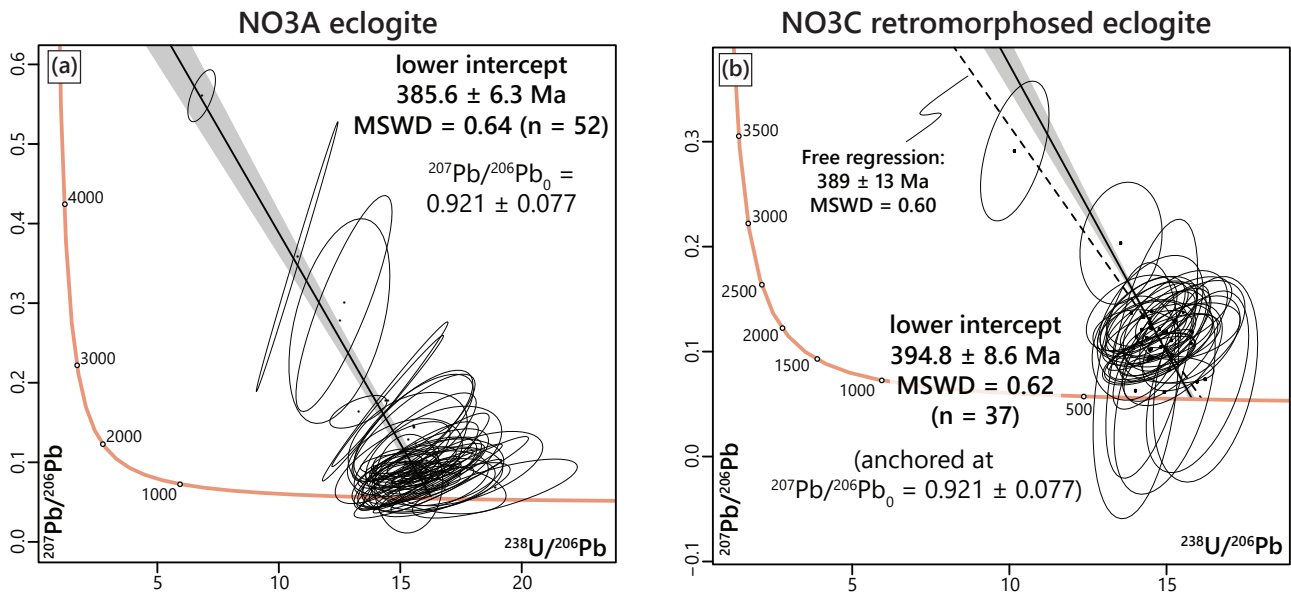 NO3A eclogite
(a)
lower intercept
385.6 ± 6.3 Ma
MSWD = 0.64 (n = 52)
²⁰⁷Pb/²⁰⁶Pb₀ =
0.921 ± 0.077
4000
3000
2000
1000
0.6
0.5
0.4
0.3
0.2
0.1
0.0
²⁰⁷Pb/²⁰⁶Pb
²³⁸U/²⁰⁶Pb
5
10
15
20
NO3C retromorphosed eclogite
(b)
Free regression:
389 ± 13 Ma
MSWD = 0.60
lower intercept
394.8 ± 8.6 Ma
MSWD = 0.62
(n = 37)
(anchored at
²⁰⁷Pb/²⁰⁶Pb₀ = 0.921 ± 0.077)
3500
3000
2500
2000
1500
1000
500
0.3
0.2
0.1
0.0
−0.1
²⁰⁷Pb/²⁰⁶Pb
²³⁸U/²⁰⁶Pb
5
10
15